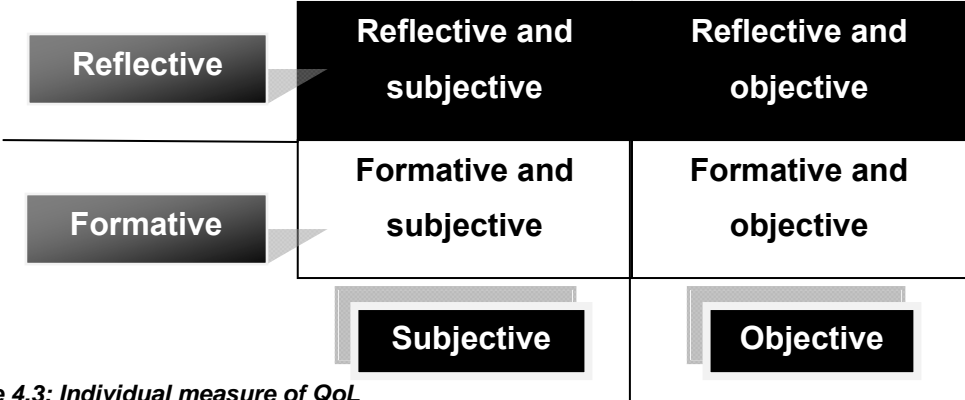 Reflective
Reflective and
subjective
Reflective and
objective
Formative
Formative and
subjective
Formative and
objective
Subjective
Objective
4.3: Individual measure of QoL